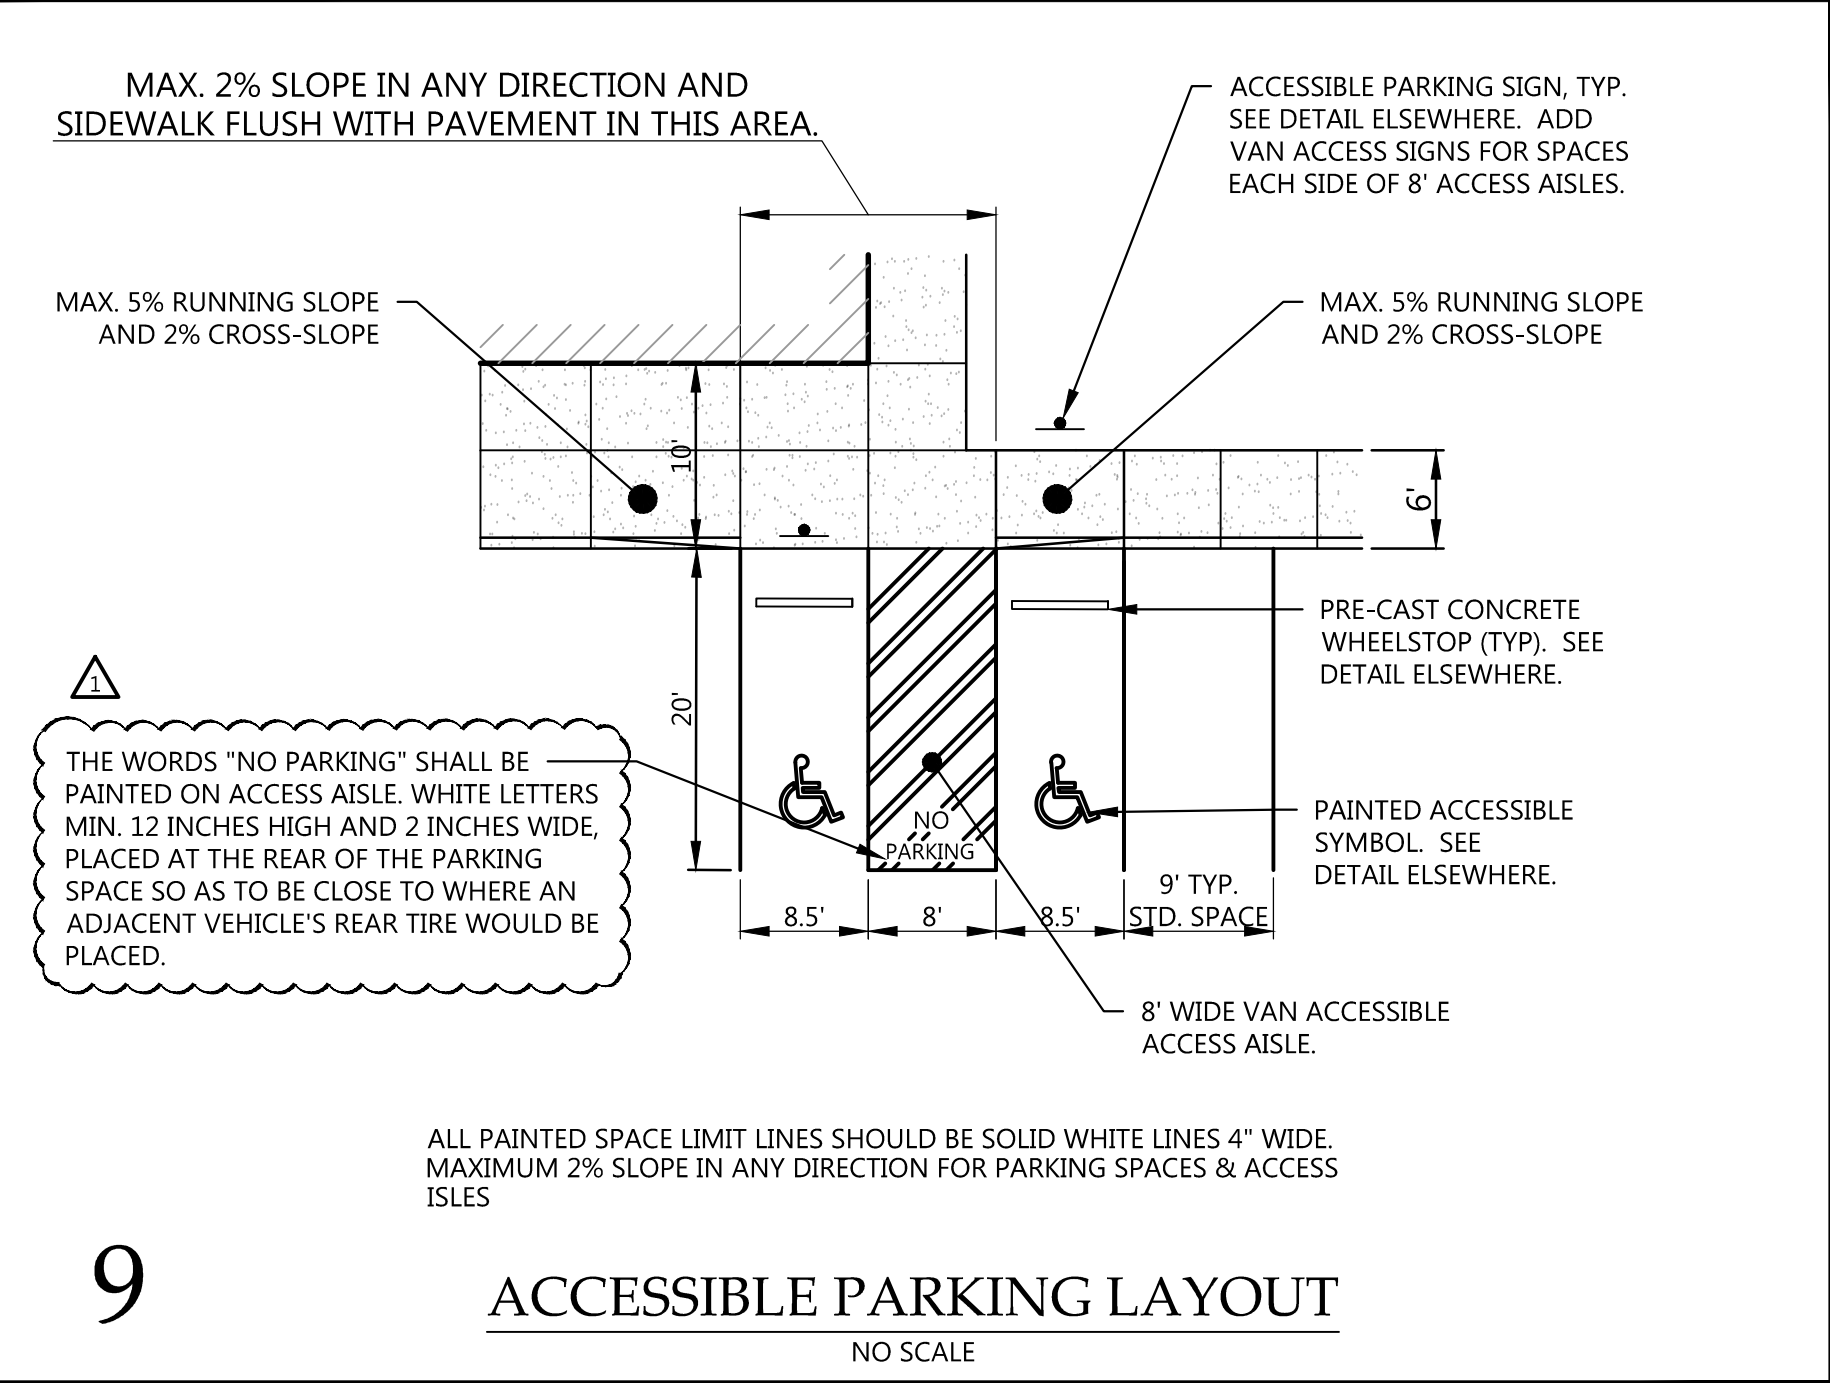 MAX. 2% SLOPE IN ANY DIRECTION AND
SIDEWALK FLUSH WITH PAVEMENT IN THIS AREA.
ACCESSIBLE PARKING SIGN, TYP.
SEE DETAIL ELSEWHERE. ADD
VAN ACCESS SIGNS FOR SPACES
EACH SIDE OF 8' ACCESS AISLES.
MAX. 5% RUNNING SLOPE
AND 2% CROSS-SLOPE
MAX. 5% RUNNING SLOPE
AND 2% CROSS-SLOPE
10'
6'
PRE-CAST CONCRETE
WHEELSTOP (TYP). SEE
DETAIL ELSEWHERE.
20'
1
THE WORDS "NO PARKING" SHALL BE
PAINTED ON ACCESS AISLE. WHITE LETTERS
MIN. 12 INCHES HIGH AND 2 INCHES WIDE,
PLACED AT THE REAR OF THE PARKING
SPACE SO AS TO BE CLOSE TO WHERE AN
ADJACENT VEHICLE'S REAR TIRE WOULD BE
PLACED.
NO
PARKING
PAINTED ACCESSIBLE
SYMBOL. SEE
DETAIL ELSEWHERE.
8.5'
8'
8.5'
9' TYP.
STD. SPACE
8' WIDE VAN ACCESSIBLE
ACCESS AISLE.
ALL PAINTED SPACE LIMIT LINES SHOULD BE SOLID WHITE LINES 4" WIDE.
MAXIMUM 2% SLOPE IN ANY DIRECTION FOR PARKING SPACES & ACCESS
ISLES
9
ACCESSIBLE PARKING LAYOUT
NO SCALE